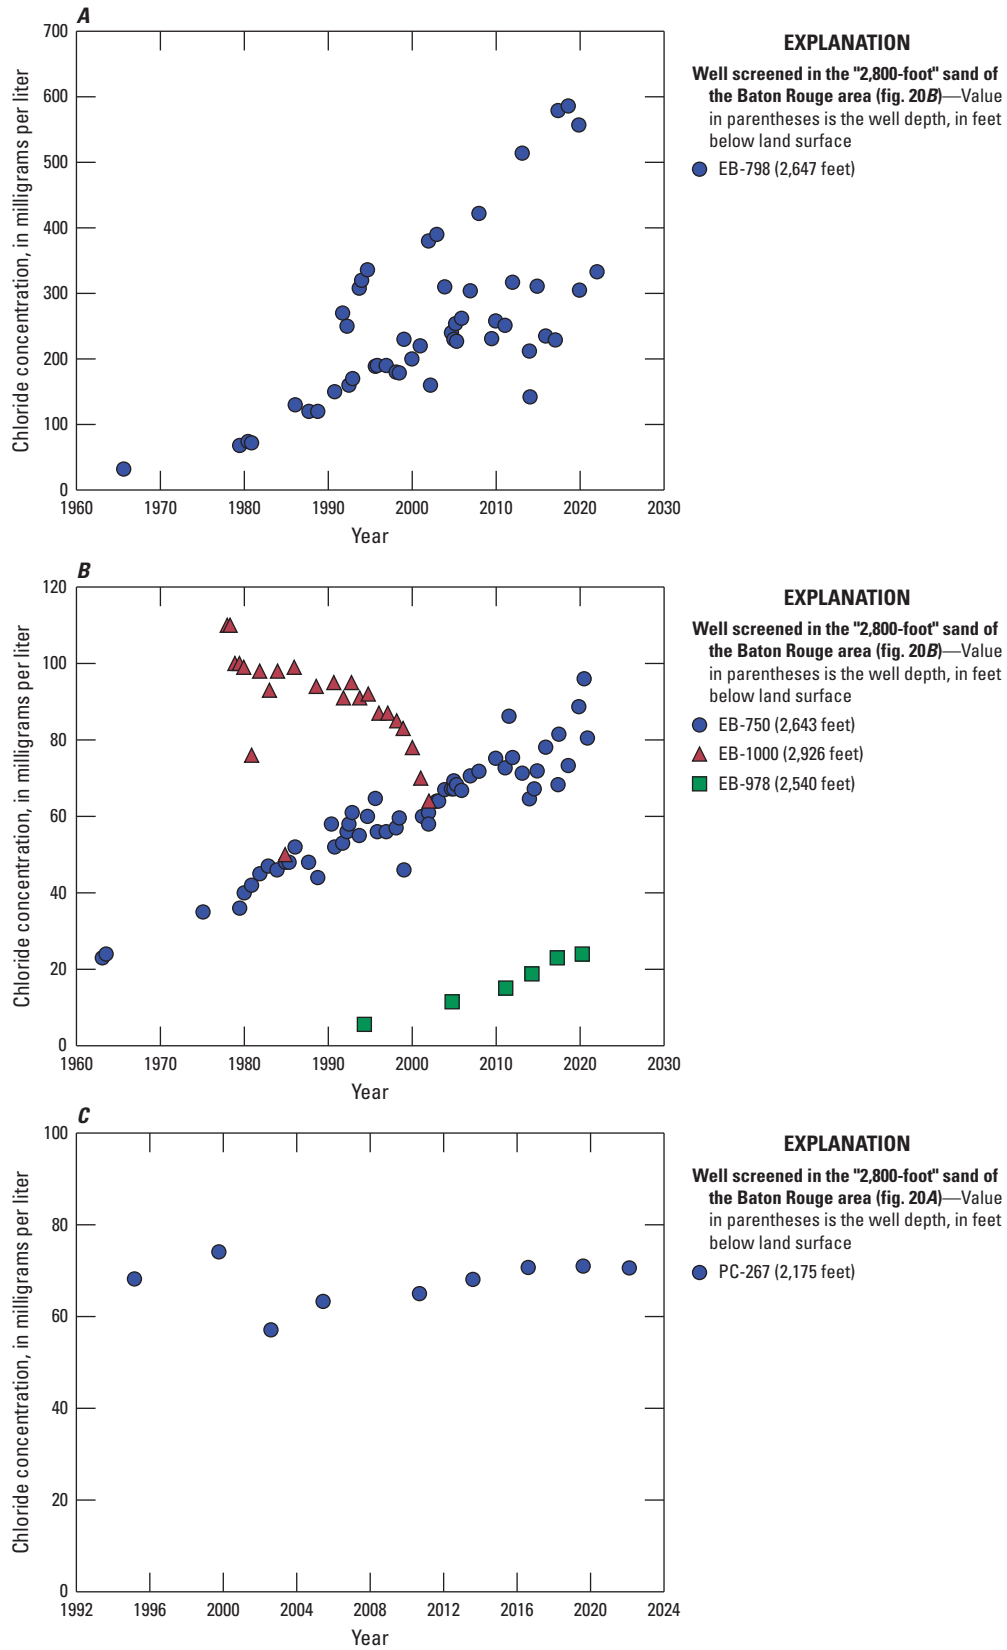 A
700
600
500
400
300
200
100
0
Chloride concentration, in milligrams per liter
1960 1970 1980 1990 2000 2010 2020 2030
Year
EXPLANATION
Well screened in the "2,800-foot" sand of
the Baton Rouge area (fig. 20B)—Value
in parentheses is the well depth, in feet
below land surface
EB-798 (2,647 feet)
B
120
100
80
60
40
20
0
Chloride concentration, in milligrams per liter
1960 1970 1980 1990 2000 2010 2020 2030
Year
EXPLANATION
Well screened in the "2,800-foot" sand of
the Baton Rouge area (fig. 20B)—Value
in parentheses is the well depth, in feet
below land surface
EB-750 (2,643 feet)
EB-1000 (2,926 feet)
EB-978 (2,540 feet)
C
100
80
60
40
20
0
Chloride concentration, in milligrams per liter
1992 1996 2000 2004 2008 2012 2016 2020 2024
Year
EXPLANATION
Well screened in the "2,800-foot" sand of
the Baton Rouge area (fig. 20A)—Value
in parentheses is the well depth, in feet
below land surface
PC-267 (2,175 feet)